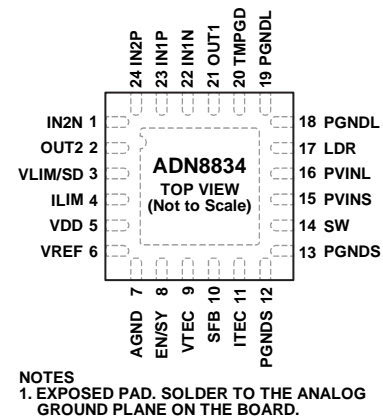 24 IN2P
23 IN1P
22 IN1N
21 OUT1
20 TMPGD
19 PGNDL
IN2N 1
OUT2 2
VLIM/SD 3
ILIM 4
VDD 5
VREF 6
ADN8834
TOP VIEW
(Not to Scale)
18 PGNDL
17 LDR
16 PVINL
15 PVINS
14 SW
13 PGNDS
AGND 7
EN/SY 8
VTEC 9
SFB 10
ITEC 11
PGNDS 12
NOTES
1. EXPOSED PAD. SOLDER TO THE ANALOG
GROUND PLANE ON THE BOARD.